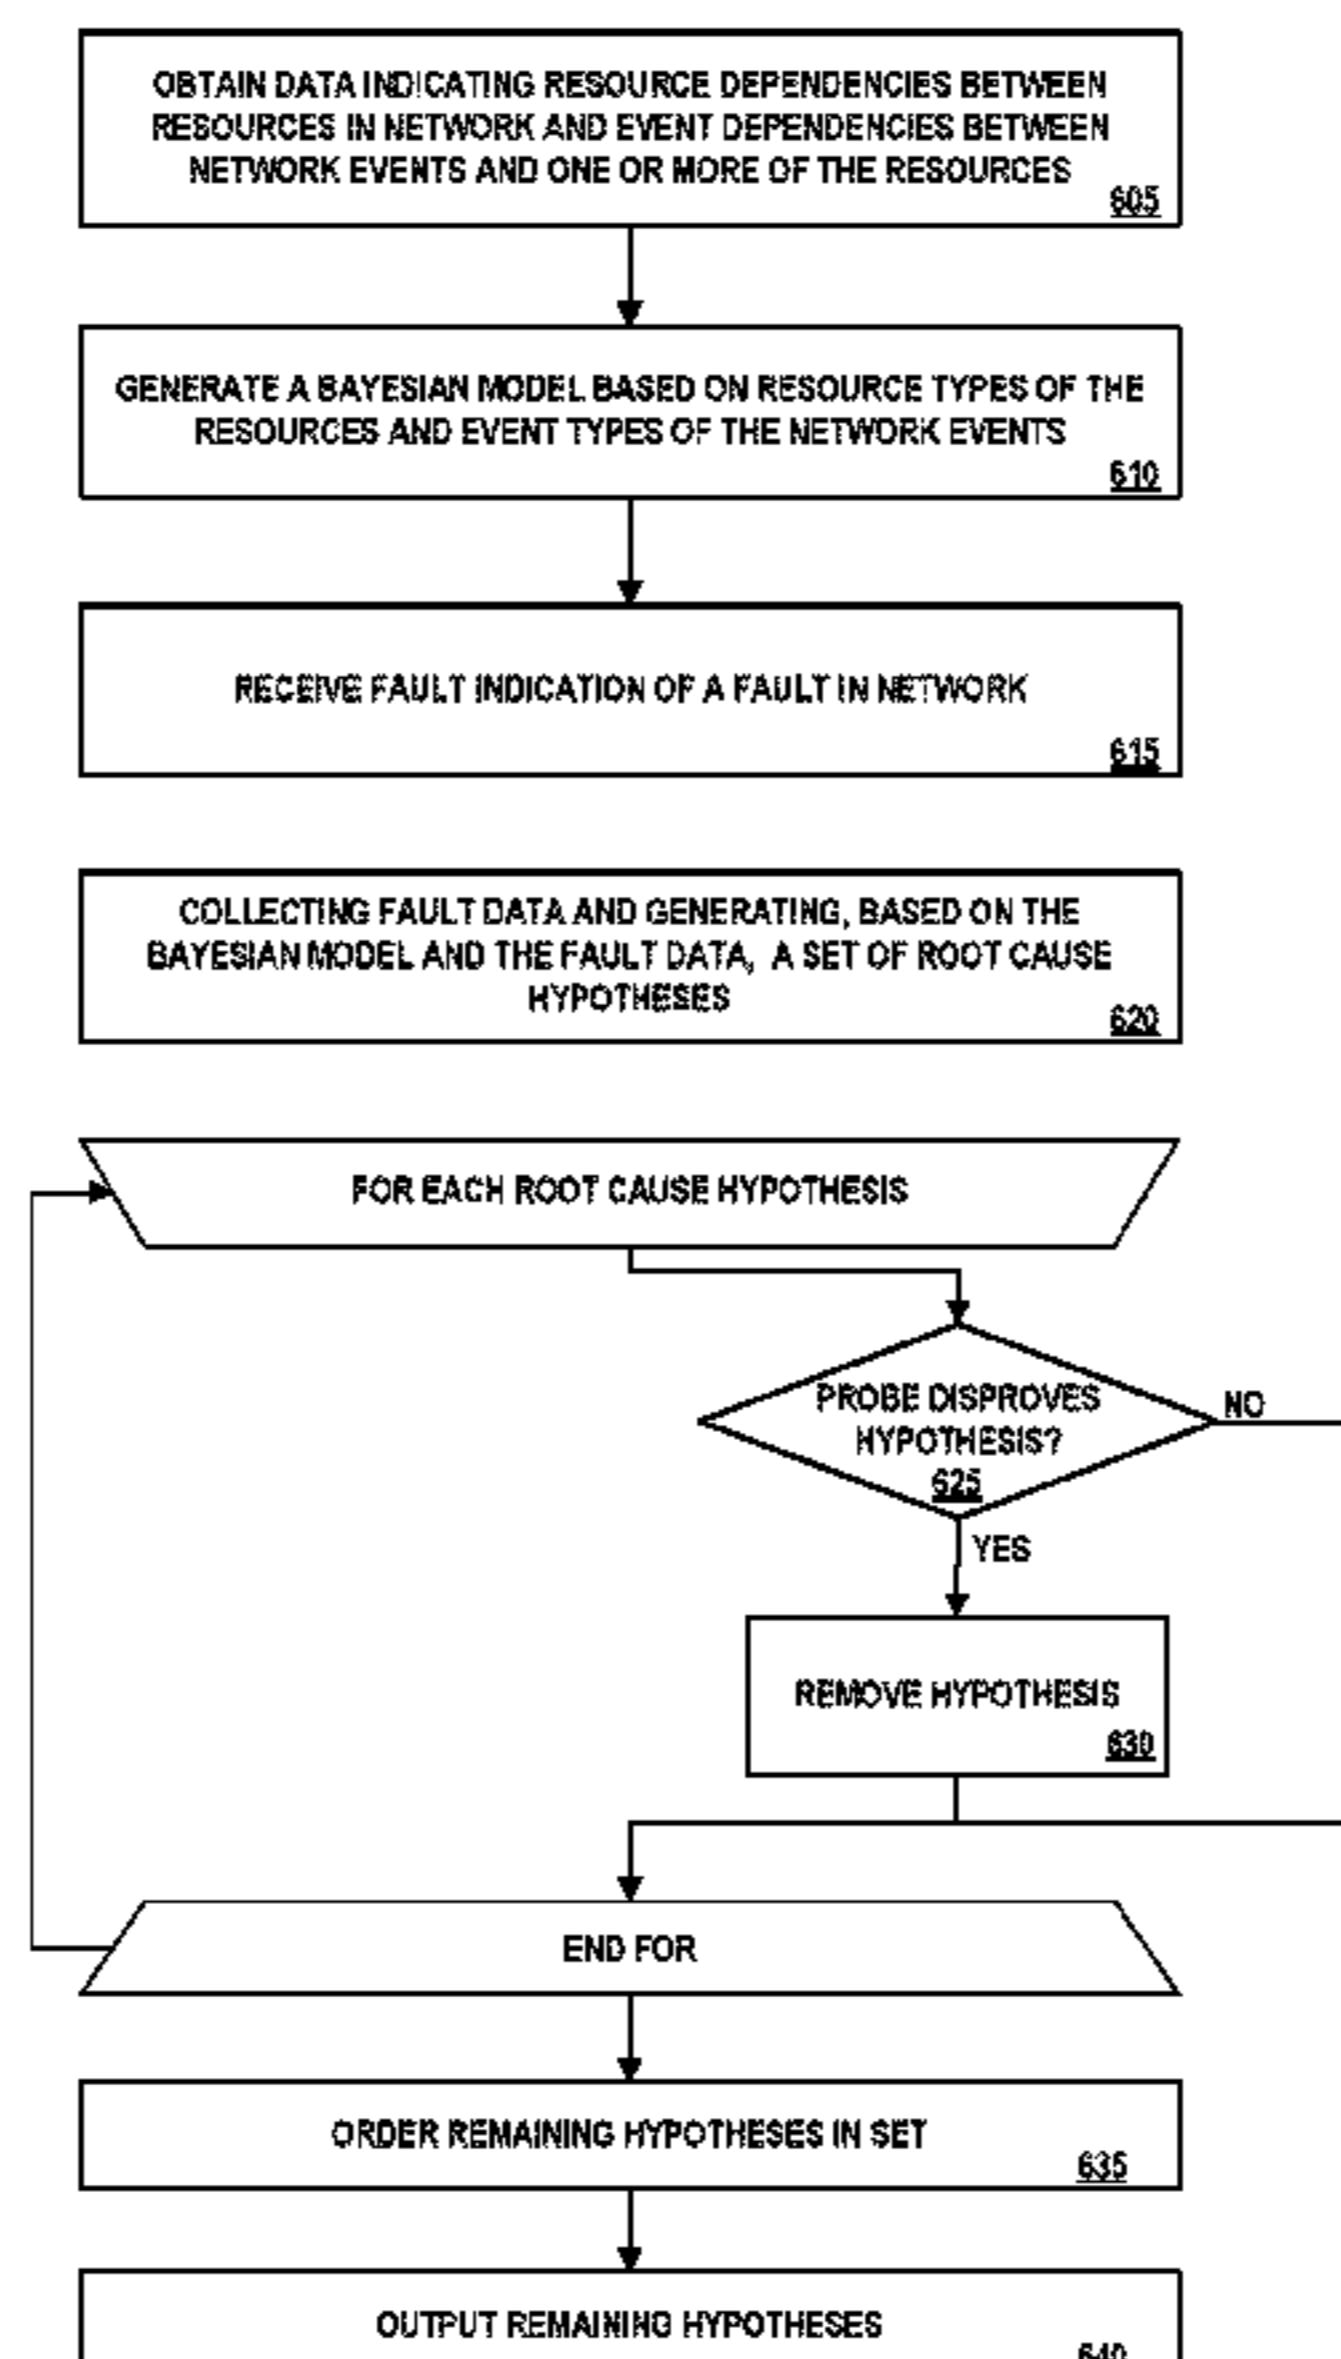 OBTAIN DATA INDICATING RESOURCE DEPENDENCIES BETWEEN
RESOURCES IN NETWORK AND EVENT DEPENDENCIES BETWEEN
NETWORK EVENTS AND ONE OR MORE OF THE RESOURCES
605
GENERATE A BAYESIAN MODEL BASED ON RESOURCE TYPES OF THE
RESOURCES AND EVENT TYPES OF THE NETWORK EVENTS
610
RECEIVE FAULT INDICATION OF A FAULT IN NETWORK
615
COLLECTING FAULT DATA AND GENERATING, BASED ON THE
BAYESIAN MODEL AND THE FAULT DATA, A SET OF ROOT CAUSE
HYPOTHESES
620
FOR EACH ROOT CAUSE HYPOTHESIS
PROBE DISPROVES
HYPOTHESIS?
625
NO
YES
REMOVE HYPOTHESIS
630
END FOR
ORDER REMAINING HYPOTHESES IN SET
635
OUTPUT REMAINING HYPOTHESES
640